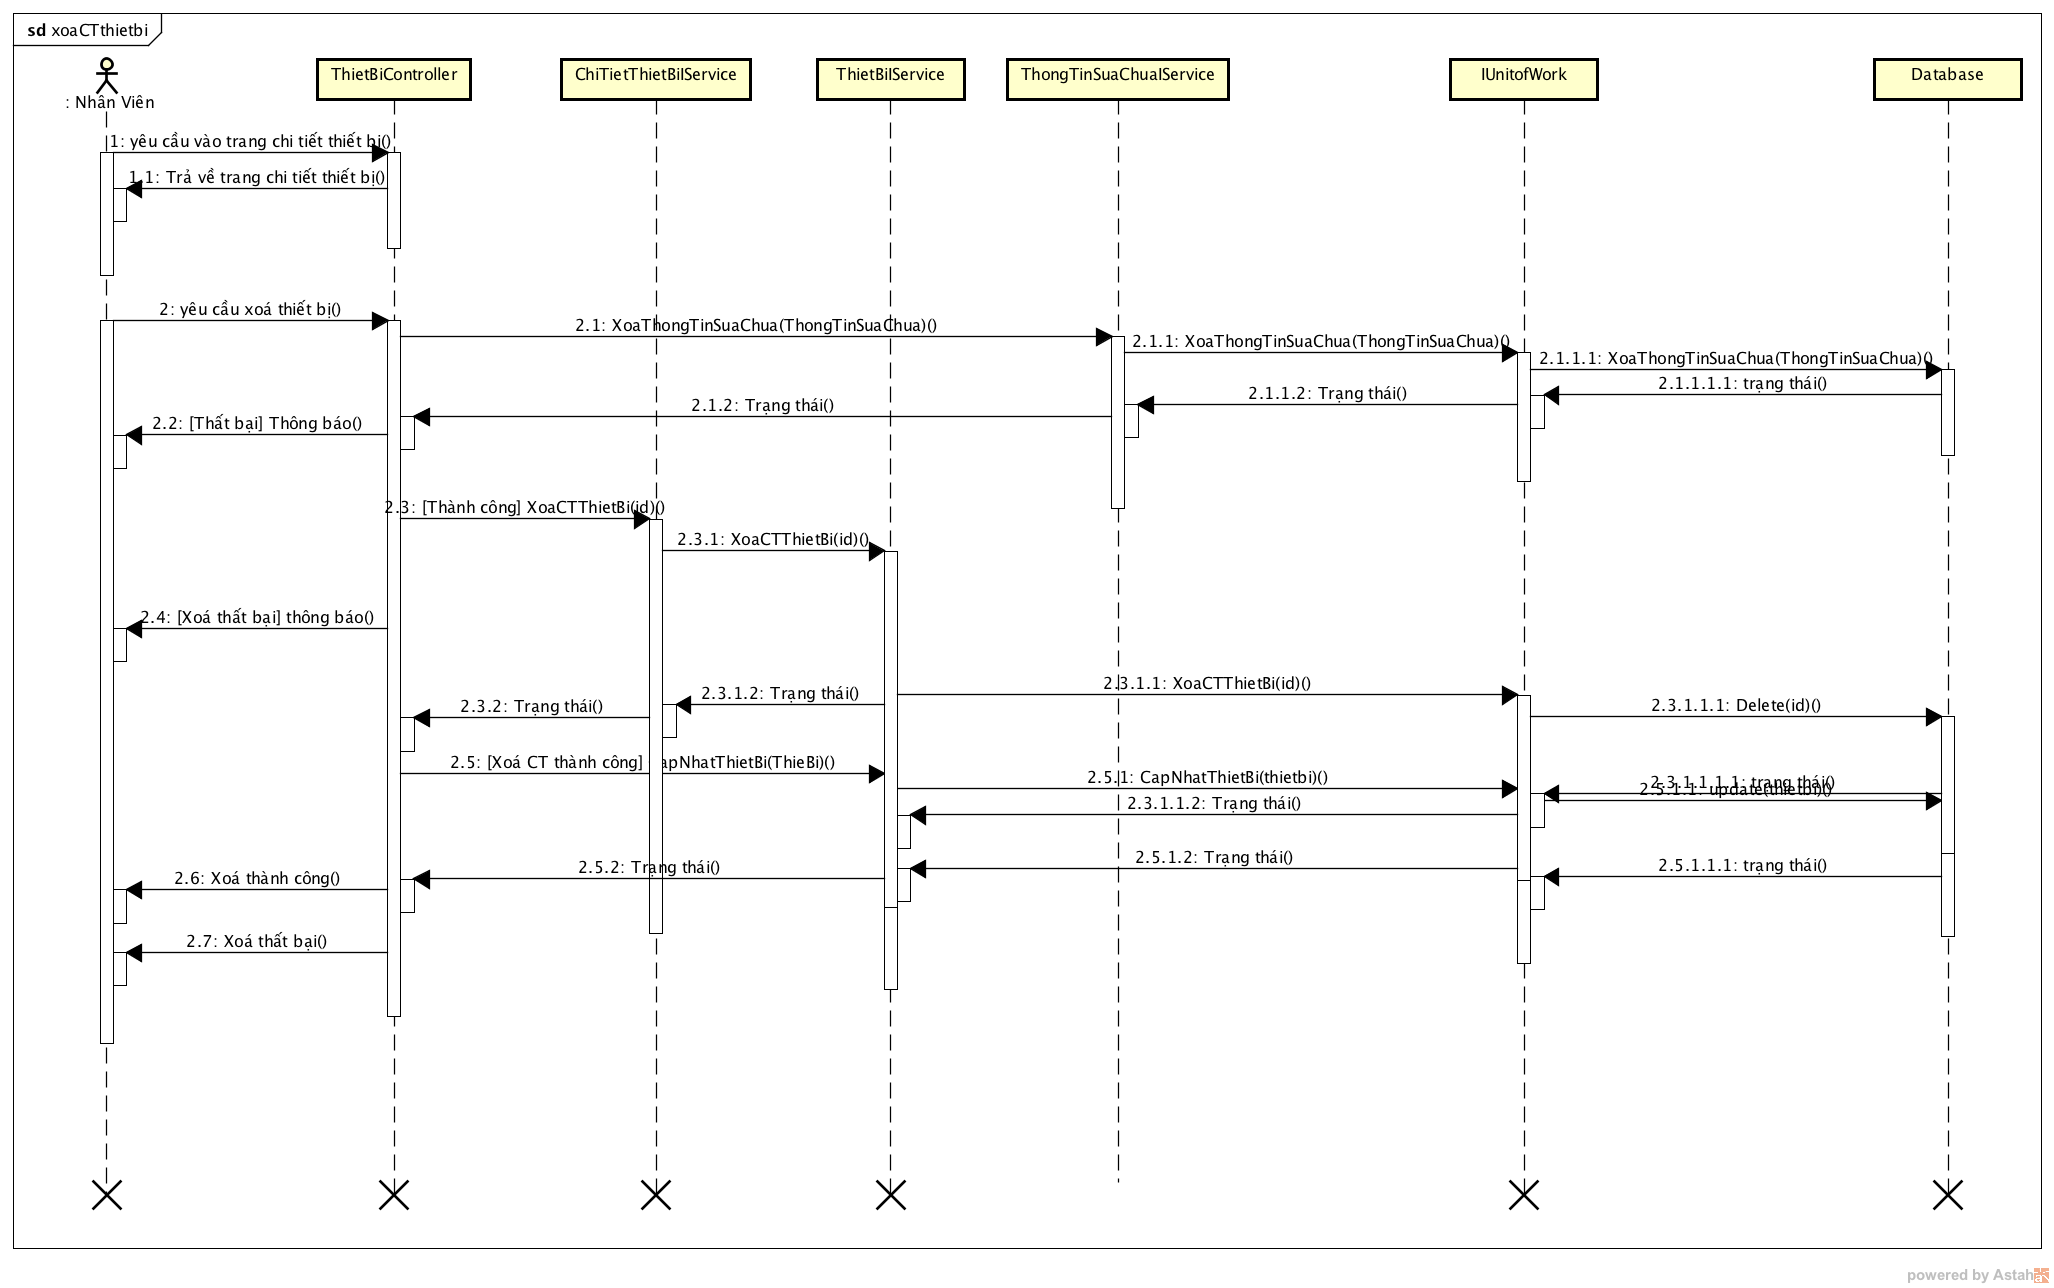 sd xoaCTthietbi
: Nhân Viên
ThietBiController
ChiTietThietBiIService
ThietBiIService
ThongTinSuaChuaIService
IUnitofWork
Database
1: yêu cầu vào trang chi tiết thiết bị()
1.1: Trả về trang chi tiết thiết bị()
2: yêu cầu xoá thiết bị()
2.1: XoaThongTinSuaChua(ThongTinSuaChua)()
2.1.1: XoaThongTinSuaChua(ThongTinSuaChua)()
2.1.1.1: XoaThongTinSuaChua(ThongTinSuaChua)()
2.1.1.1.1: trạng thái()
2.1.1.2: Trạng thái()
2.1.2: Trạng thái()
2.2: [Thất bại] Thông báo()
2.3: [Thành công] XoaCTThietBi(id)()
2.3.1: XoaCTThietBi(id)()
2.4: [Xoá thất bại] thông báo()
2.3.1.1: XoaCTThietBi(id)()
2.3.1.2: Trạng thái()
2.3.2: Trạng thái()
2.3.1.1.1: Delete(id)()
2.5: [Xoá CT thành công] CapNhatThietBi(ThieBi)()
2.5.1: CapNhatThietBi(thietbi)()
2.3.1.1.1.1: trạng thái()
2.5.1.1: update(thietbi)()
2.3.1.1.2: Trạng thái()
2.5.1.2: Trạng thái()
2.5.1.1.1: trạng thái()
2.5.2: Trạng thái()
2.6: Xoá thành công()
2.7: Xoá thất bại()
powered by Astah